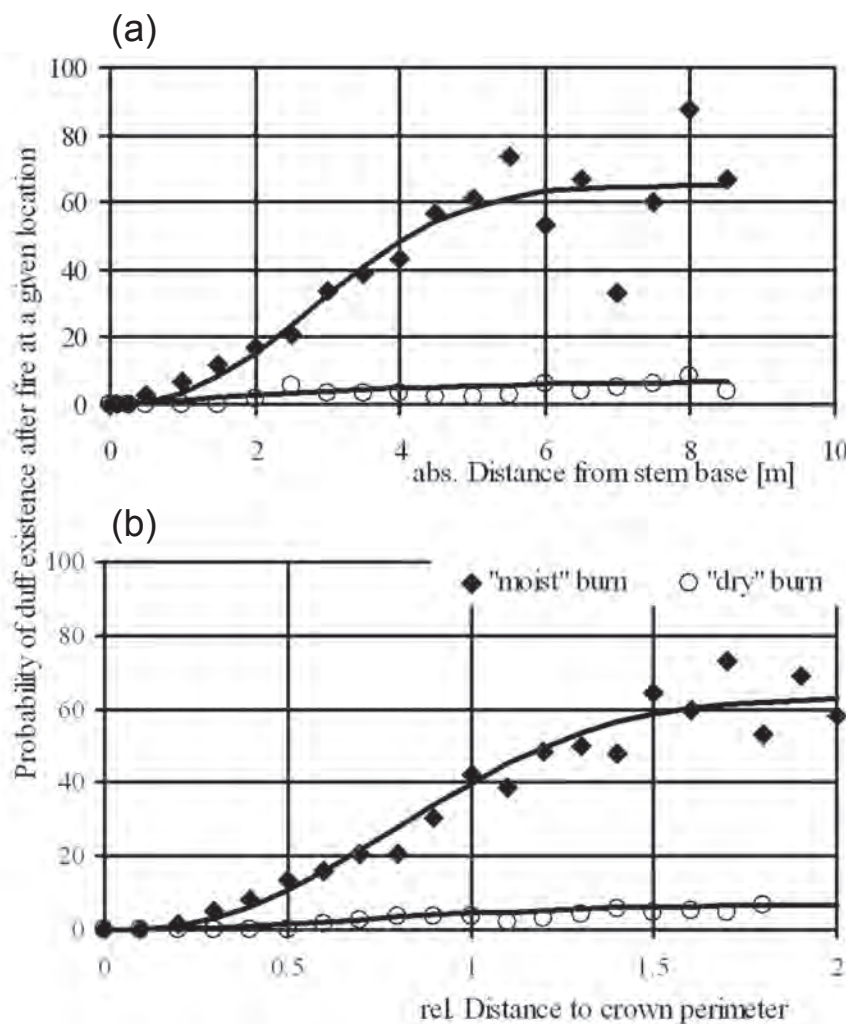 (a)
Probability of duff existence after fire at a given location
100
80
60
40
20
0
0 2 4 6 8 10
abs. Distance from stem base [m]
(b)
100
80
60
40
20
0
"moist" burn "dry" burn
0 0.5 1 1.5 2
rel. Distance to crown perimeter